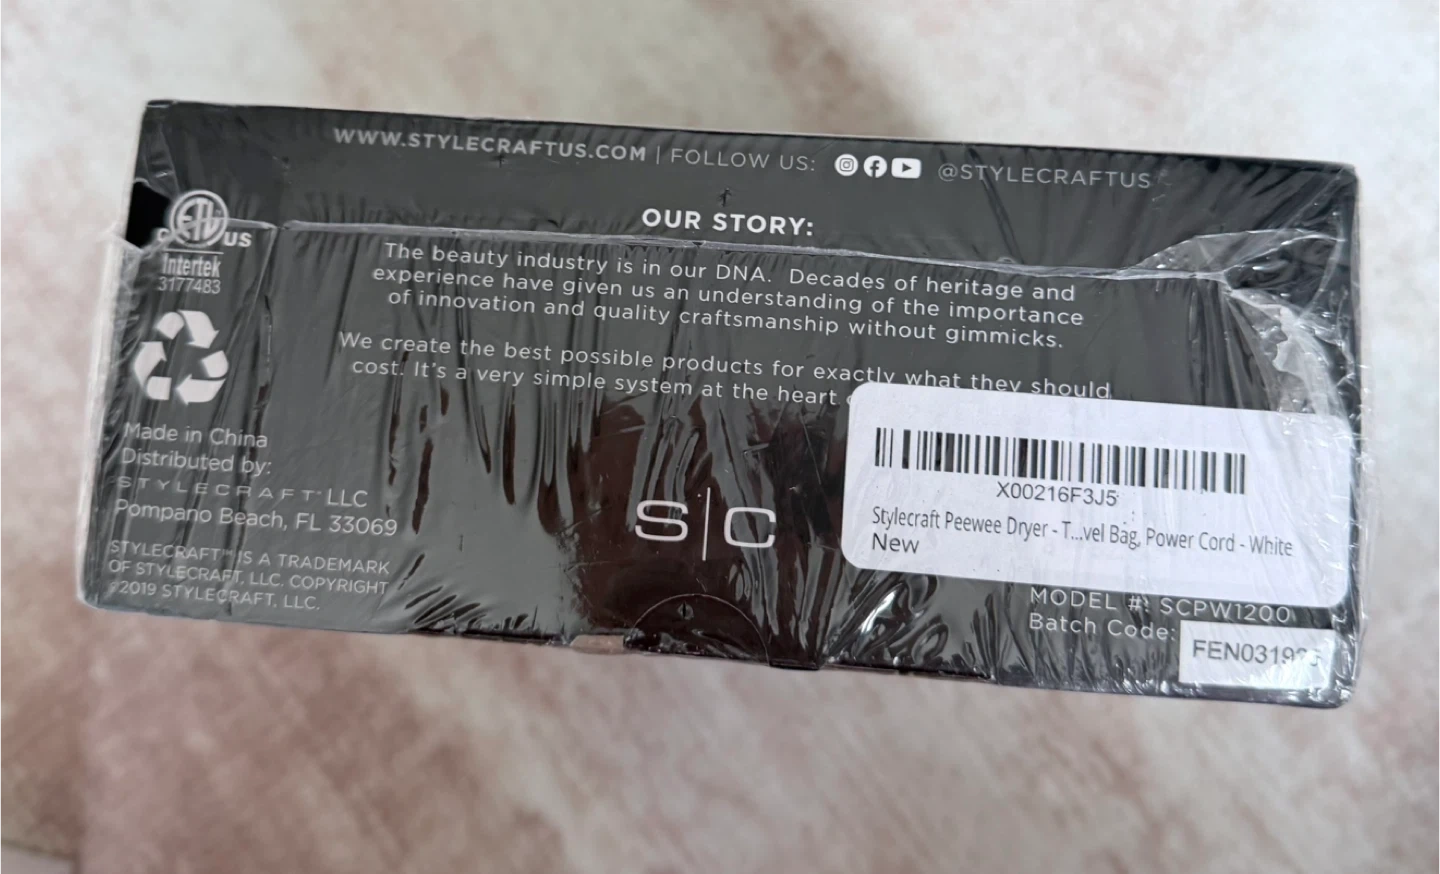 WWW.STYLECRAFTUS.COM | FOLLOW US: @STYLECRAFTUS
OUR STORY:
The beauty industry is in our DNA. Decades of heritage and
experience have given us an understanding of the importance
of innovation and quality craftsmanship without gimmicks.
We create the best possible products for exactly what they should
cost. It's a very simple system at the heart
ETL
C US
Intertek
3177483
Made in China
Distributed by:
STYLECRAFT LLC
Pompano Beach, FL 33069
STYLECRAFT™ IS A TRADEMARK
OF STYLECRAFT, LLC. COPYRIGHT
©2019 STYLECRAFT, LLC.
S|C
X00216F3J5
Stylecraft Peewee Dryer - T...vel Bag, Power Cord - White
New
MODEL #: SCPW1200
Batch Code: